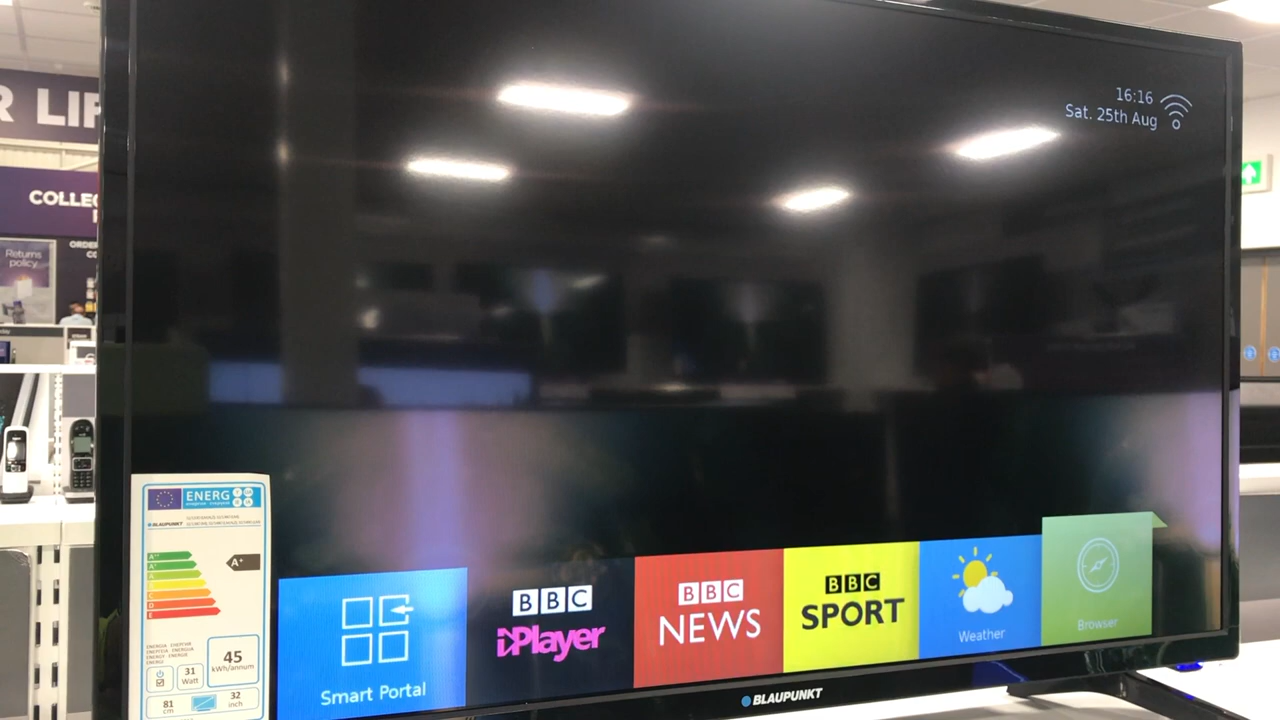 R LIF
COLLEC
Returns
policy
16:16
Sat. 25th Aug
ENERG
BLAUPUNKT
A+
45
kWh/annum
31
Watt
81
cm
32
inch
Smart Portal
BBC
iPlayer
BBC
NEWS
BBC
SPORT
Weather
Browser
BLAUPUNKT